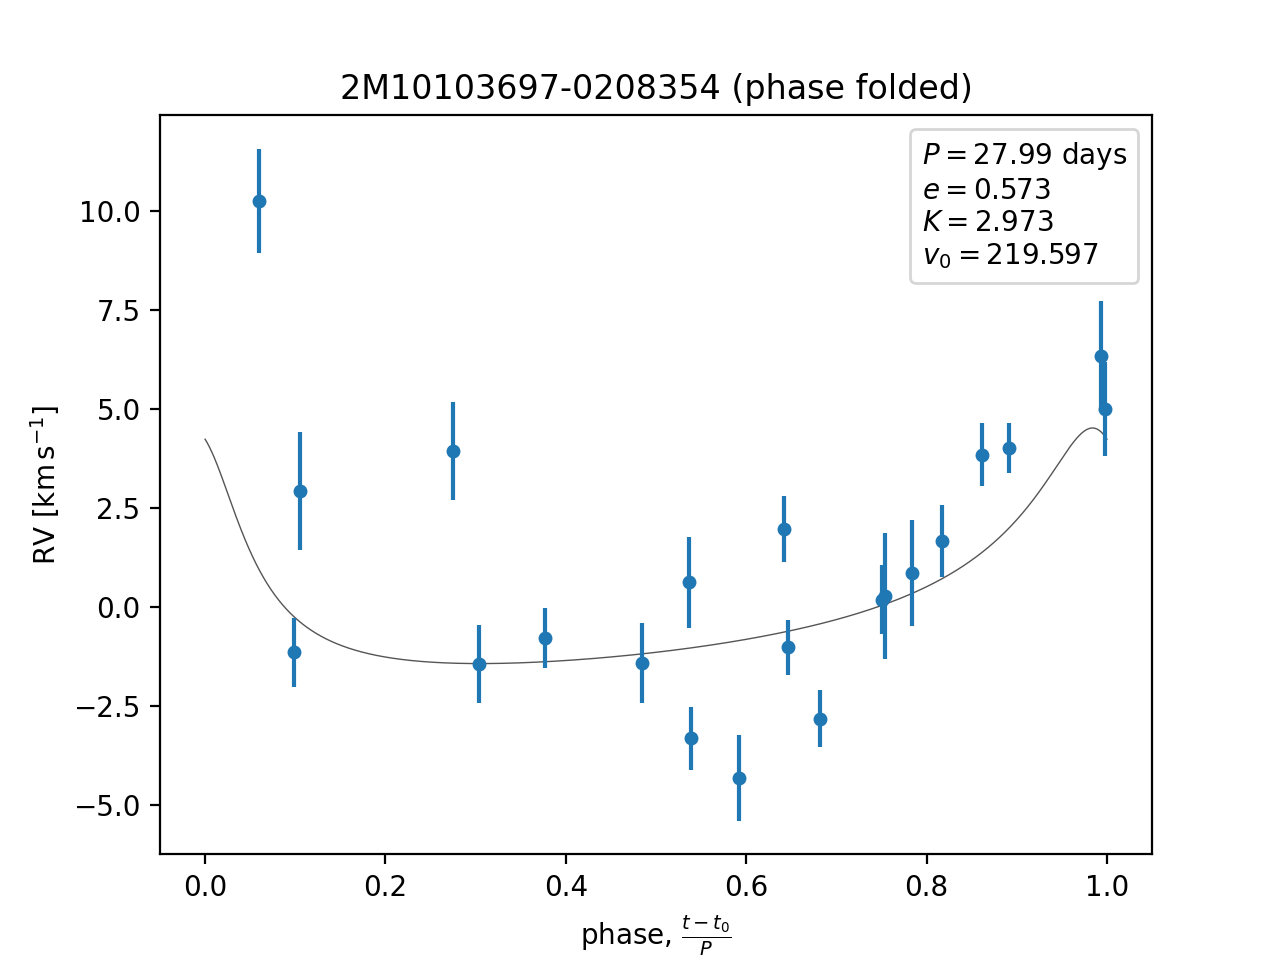 2M10103697-0208354 (phase folded)
P = 27.99 days
e = 0.573
K = 2.973
v₀ = 219.597
RV [km s⁻¹]
10.0
7.5
5.0
2.5
0.0
−2.5
−5.0
0.0 0.2 0.4 0.6 0.8 1.0
phase, (t − t₀)/P